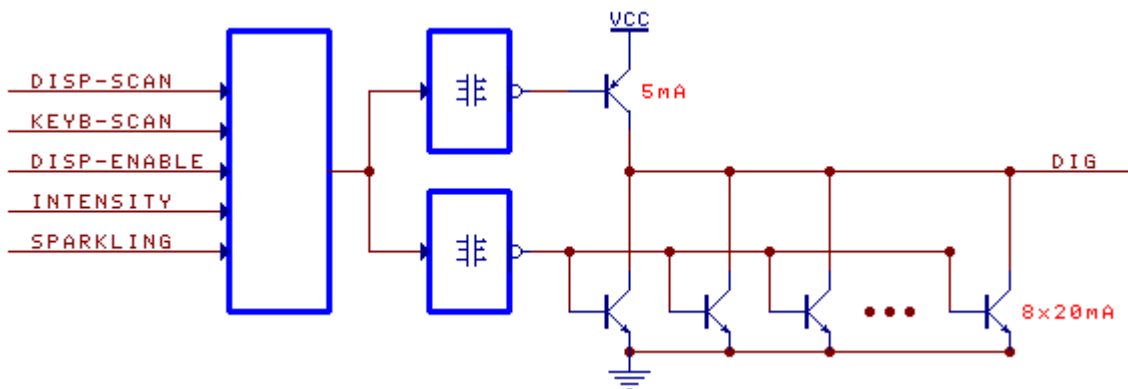 VCC
DISP-SCAN
5mA
KEYB-SCAN
DISP-ENABLE
DIG
INTENSITY
SPARKLING
8x20mA